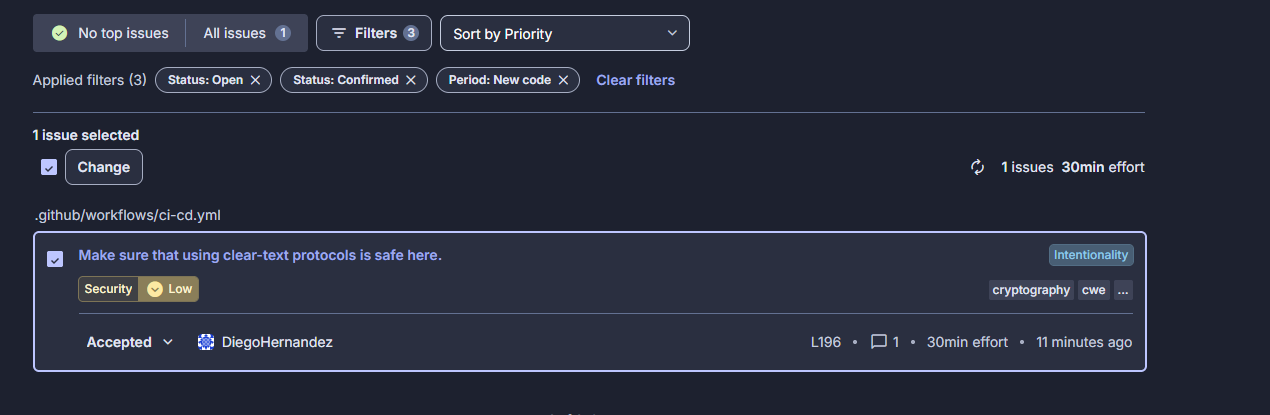 No top issues All issues 1 Filters 3 Sort by Priority
Applied filters (3) Status: Open Status: Confirmed Period: New code Clear filters
1 issue selected
Change 1 issues 30min effort
.github/workflows/ci-cd.yml
Make sure that using clear-text protocols is safe here. Intentionality
Security Low cryptography cwe ...
Accepted DiegoHernandez L196 • 1 • 30min effort • 11 minutes ago